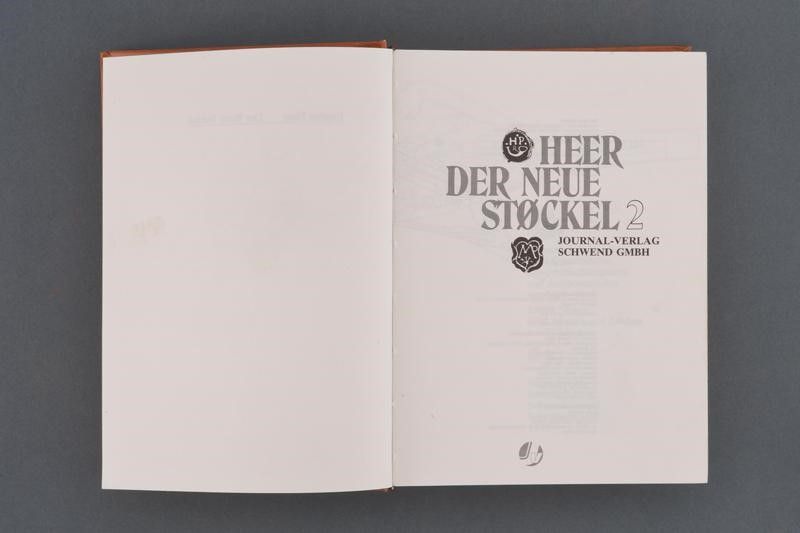 HEER
DER NEUE
STØCKEL 2
JOURNAL-VERLAG
SCHWEND GMBH